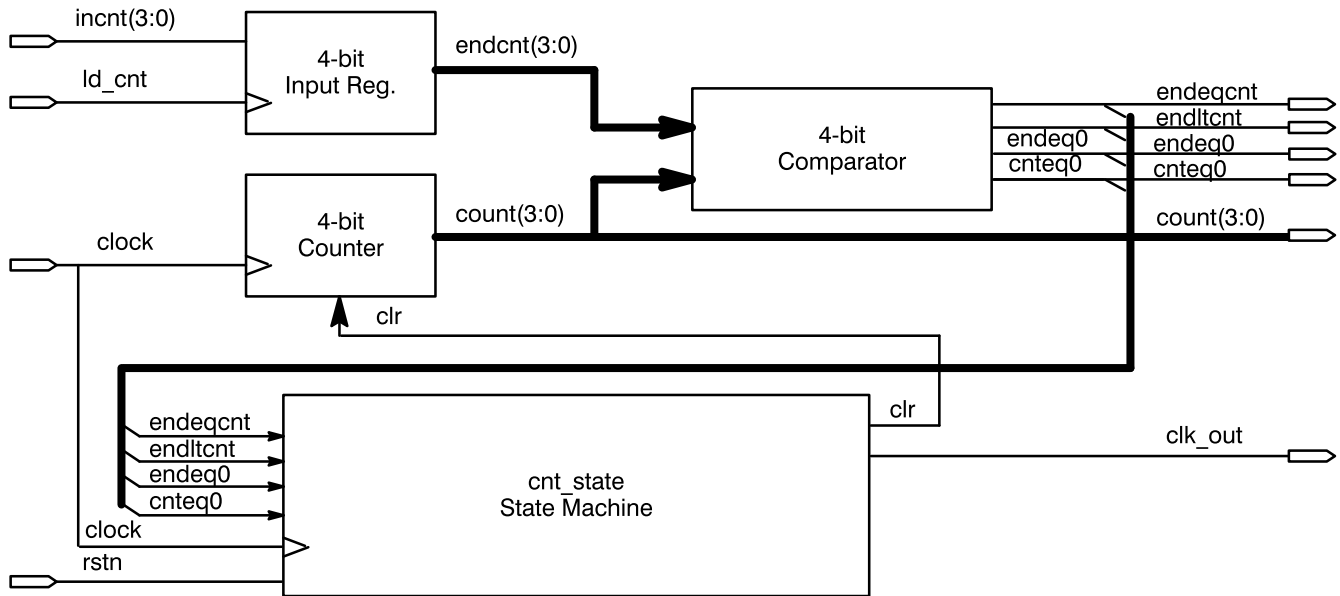 incnt(3:0)
ld_cnt
4-bit
Input Reg.
endcnt(3:0)
4-bit
Comparator
endeqcnt
endltcnt
endeq0
endeq0
cnteq0
cnteq0
clock
4-bit
Counter
count(3:0)
count(3:0)
clr
endeqcnt
endltcnt
endeq0
cnteq0
clock
rstn
cnt_state
State Machine
clr
clk_out